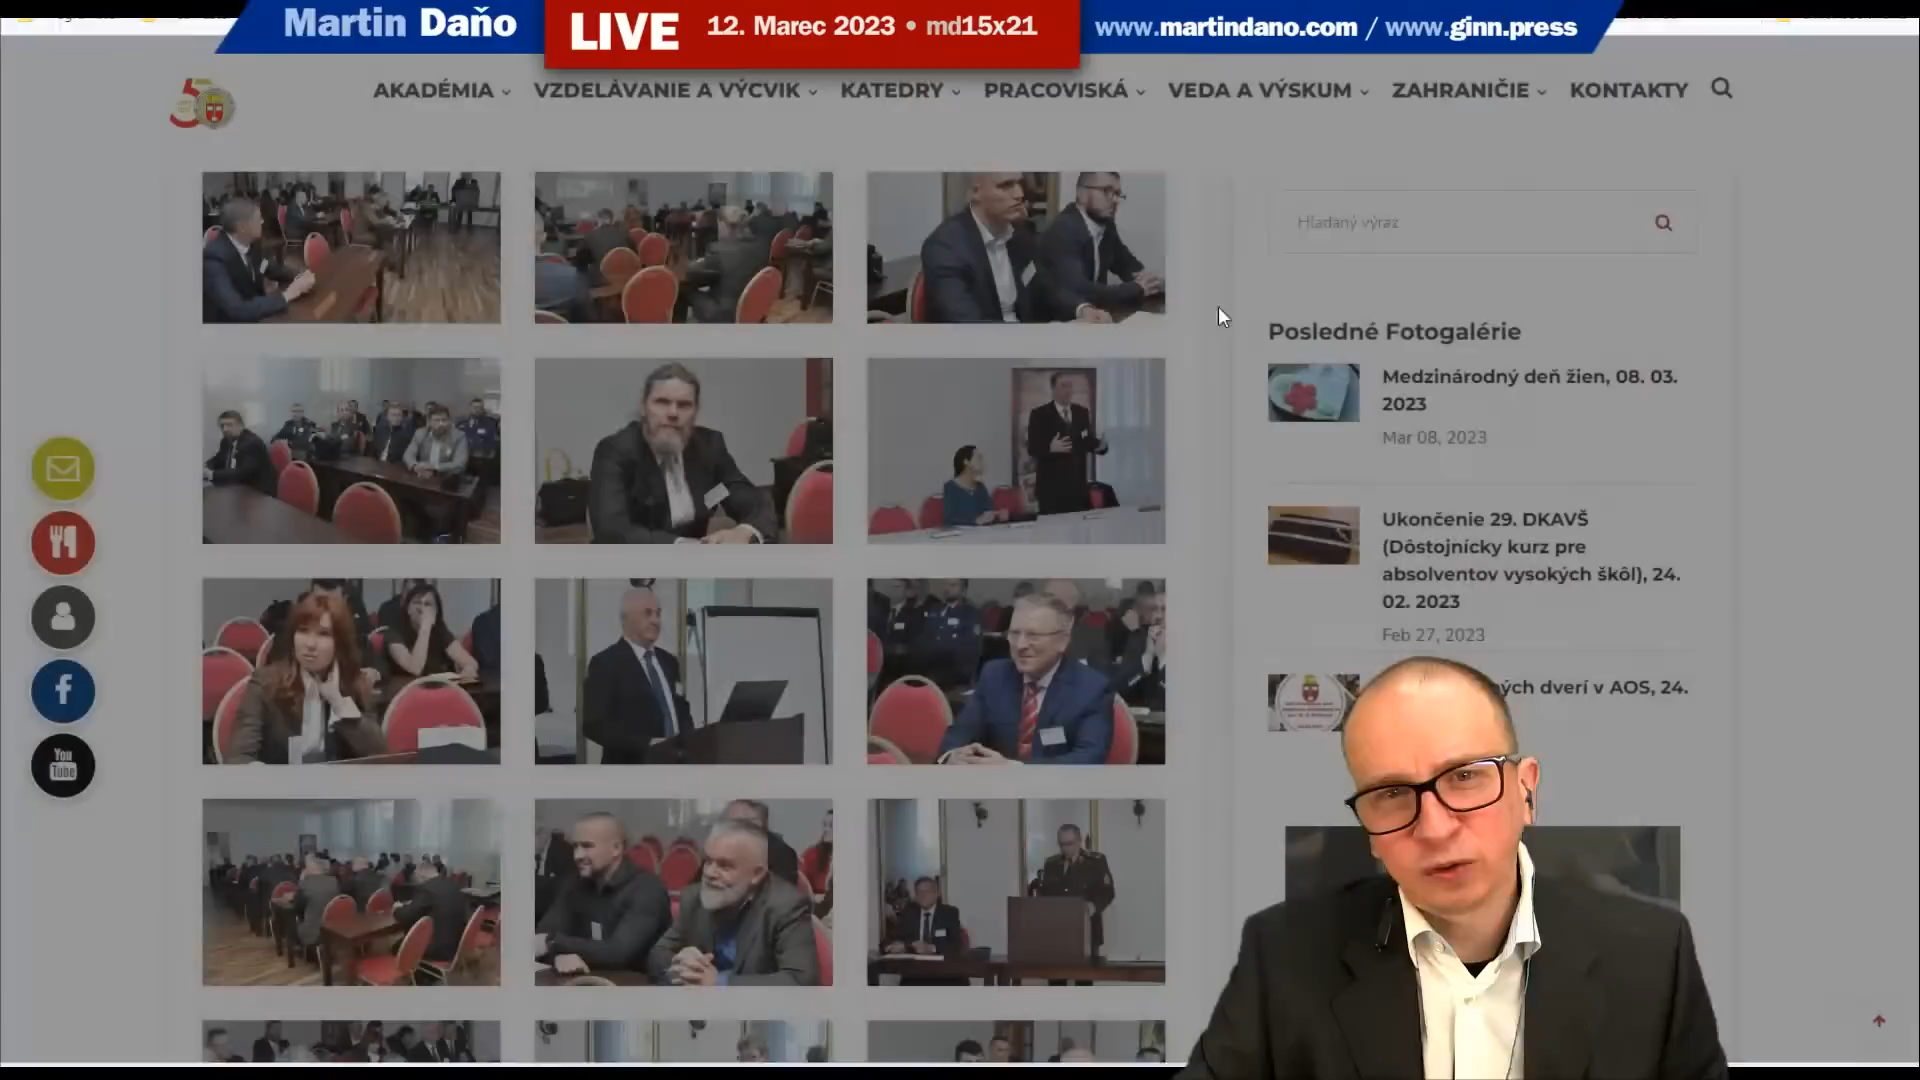 Martin Daňo
LIVE
12. Marec 2023 • md15x21
www.martindano.com / www.ginn.press
AKADÉMIA
VZDELÁVANIE A VÝCVIK
KATEDRY
PRACOVISKÁ
VEDA A VÝSKUM
ZAHRANIČIE
KONTAKTY
Hľadaný výraz
Posledné Fotogalérie
Medzinárodný deň žien, 08. 03.
2023
Mar 08, 2023
Ukončenie 29. DKAVŠ
(Dôstojnícky kurz pre
absolventov vysokých škôl), 24.
02. 2023
Feb 27, 2023
ých dverí v AOS, 24.
You
Tube